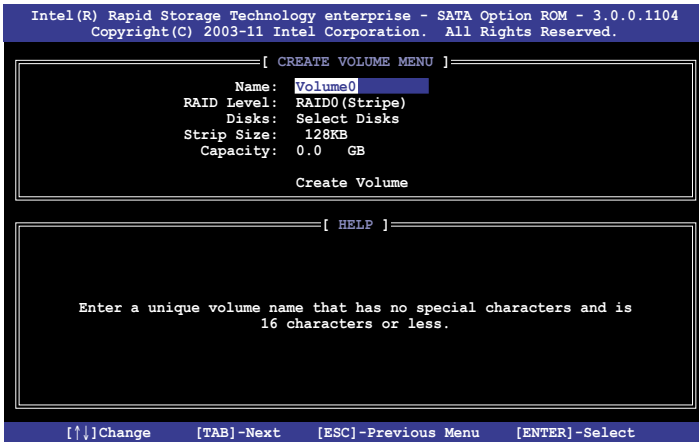 Intel(R) Rapid Storage Technology enterprise - SATA Option ROM - 3.0.0.1104
Copyright(C) 2003-11 Intel Corporation.  All Rights Reserved.
[ CREATE VOLUME MENU ]
Name: Volume0
RAID Level: RAID0(Stripe)
Disks: Select Disks
Strip Size: 128KB
Capacity: 0.0 GB
Create Volume
[ HELP ]
Enter a unique volume name that has no special characters and is
16 characters or less.
[↑↓]Change [TAB]-Next [ESC]-Previous Menu [ENTER]-Select